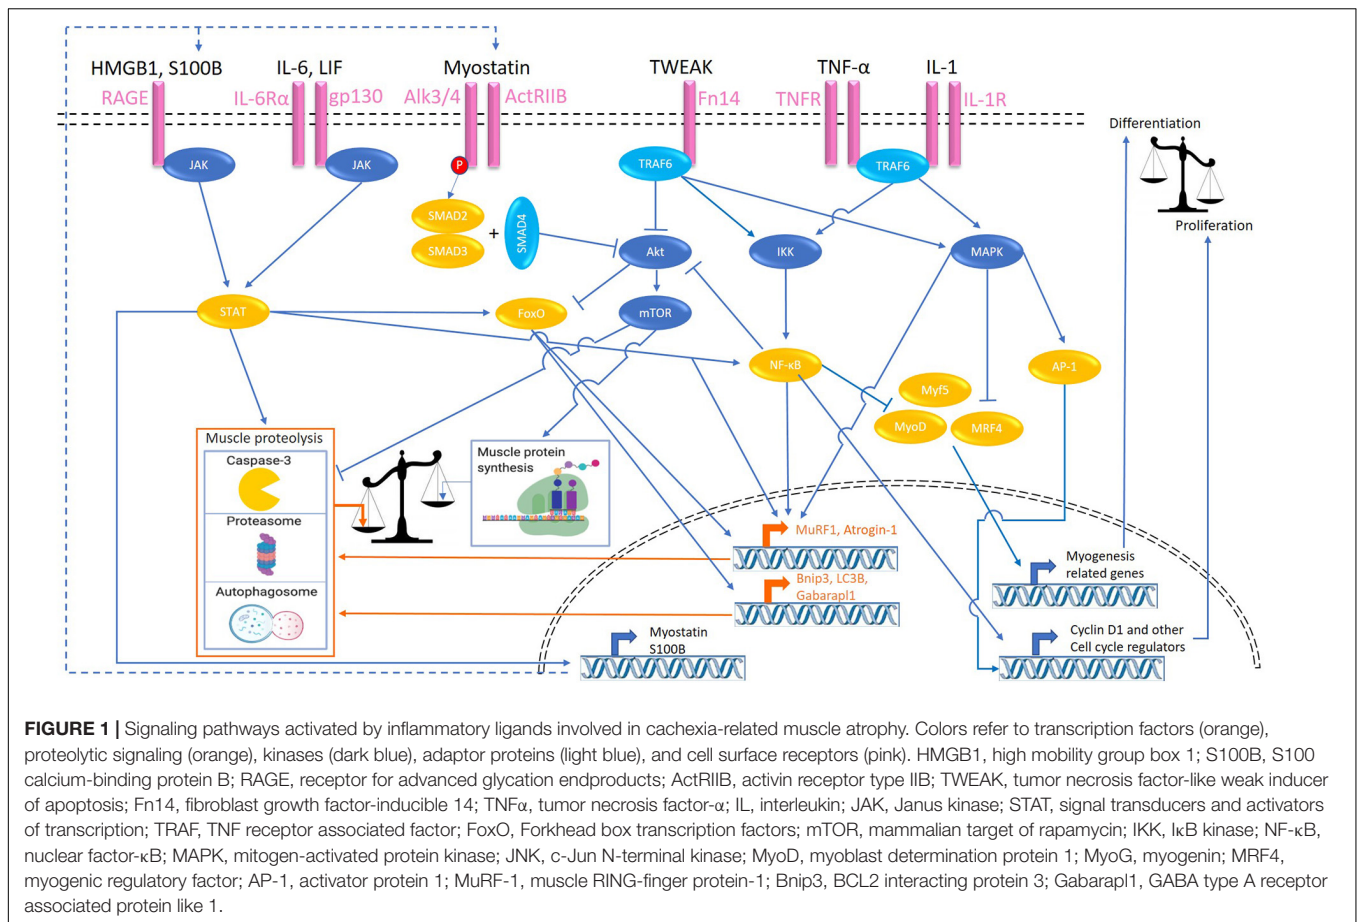 HMGB1, S100B
IL-6, LIF
Myostatin
TWEAK
TNF-α
IL-1
RAGE
IL-6Rα
gp130
Alk3/4
ActRIIB
Fn14
TNFR
IL-1R
Differentiation
Proliferation
JAK
JAK
P
TRAF6
TRAF6
SMAD2
+
SMAD3
SMAD4
Akt
IKK
MAPK
STAT
FoxO
mTOR
NF-κB
AP-1
Myf5
MyoD
MRF4
Muscle proteolysis
Caspase-3
Proteasome
Autophagosome
Muscle protein
synthesis
MuRF1, Atrogin-1
Bnip3, LC3B,
Gabarapl1
Myostatin
S100B
Myogenesis
related genes
Cyclin D1 and other
Cell cycle regulators
FIGURE 1 | Signaling pathways activated by inflammatory ligands involved in cachexia-related muscle atrophy. Colors refer to transcription factors (orange),
proteolytic signaling (orange), kinases (dark blue), adaptor proteins (light blue), and cell surface receptors (pink). HMGB1, high mobility group box 1; S100B, S100
calcium-binding protein B; RAGE, receptor for advanced glycation endproducts; ActRIIB, activin receptor type IIB; TWEAK, tumor necrosis factor-like weak inducer
of apoptosis; Fn14, fibroblast growth factor-inducible 14; TNFα, tumor necrosis factor-α; IL, interleukin; JAK, Janus kinase; STAT, signal transducers and activators
of transcription; TRAF, TNF receptor associated factor; FoxO, Forkhead box transcription factors; mTOR, mammalian target of rapamycin; IKK, IκB kinase; NF-κB,
nuclear factor-κB; MAPK, mitogen-activated protein kinase; JNK, c-Jun N-terminal kinase; MyoD, myoblast determination protein 1; MyoG, myogenin; MRF4,
myogenic regulatory factor; AP-1, activator protein 1; MuRF-1, muscle RING-finger protein-1; Bnip3, BCL2 interacting protein 3; Gabarapl1, GABA type A receptor
associated protein like 1.